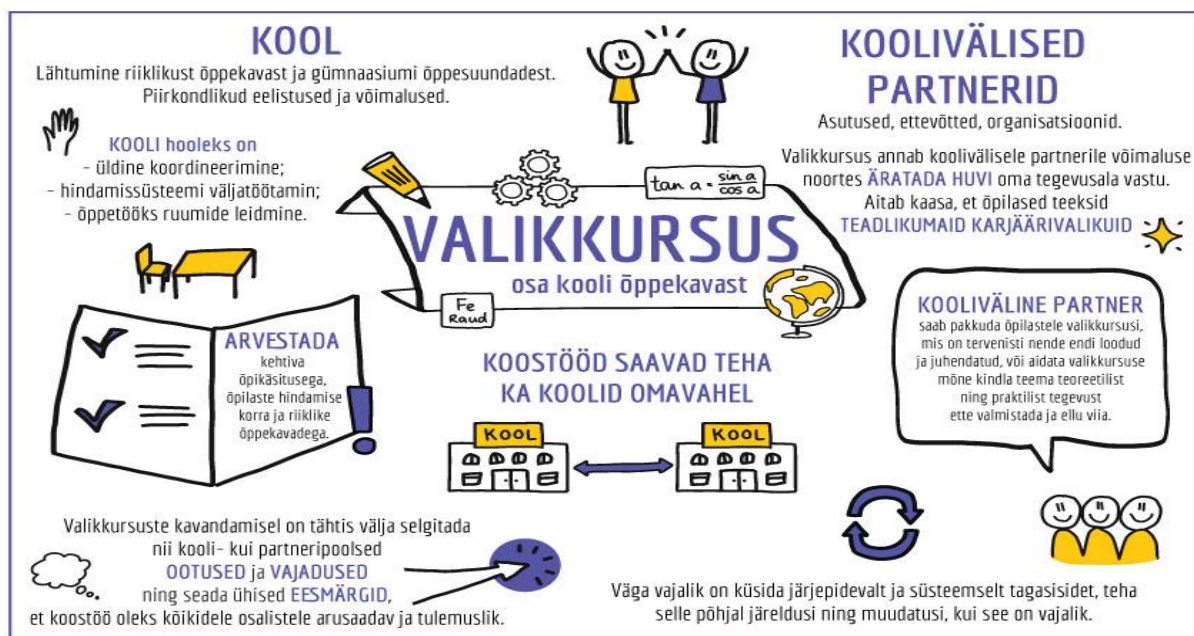 KOOL
Lähtumine riiklikust õppekavast ja gümnaasiumi õppesuundadest.
Piirkondlikud eelistused ja võimalused.
KOOLI hooleks on
- üldine koordineerimine;
- hindamissüsteemi väljatöötamin;
- õppetööks ruumide leidmine.
KOOLIVÄLISED
PARTNERID
Asutused, ettevõtted, organisatsioonid.
Valikkursus annab koolivälisele partnerile võimaluse
noortes ÄRATADA HUVI oma tegevusala vastu.
Aitab kaasa, et õpilased teeksid
TEADLIKUMAID KARJÄÄRIVALIKUID
tan a = sin a / cos a
VALIKKURSUS
osa kooli õppekavast
Fe
Raud
ARVESTADA
kehtiva
õpikäsitusega,
õpilaste hindamise
korra ja riiklike
õppekavadega.
KOOSTÖÖD SAAVAD TEHA
KA KOOLID OMAVAHEL
KOOL
KOOL
KOOLIVÄLINE PARTNER
saab pakkuda õpilastele valikkursusi,
mis on tervenisti nende endi loodud
ja juhendatud, või aidata valikkursuse
mõne kindla teema teoreetilist
ning praktilist tegevust
ette valmistada ja ellu viia.
Valikkursuste kavandamisel on tähtis välja selgitada
nii kooli- kui partneripoolsed
OOTUSED ja VAJADUSED
ning seada ühised EESMÄRGID,
et koostöö oleks kõikidele osalistele arusaadav ja tulemuslik.
Väga vajalik on küsida järjepidevalt ja süsteemselt tagasisidet, teha
selle põhjal järeldusi ning muudatusi, kui see on vajalik.